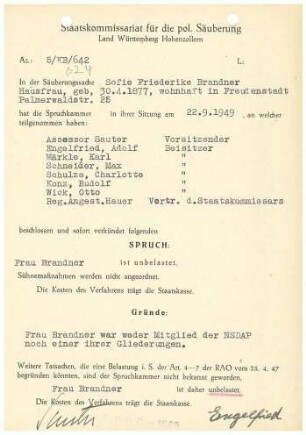 Staatskommissariat für die pol. Säuberung
Land Württemberg Hohenzollern
Az.: S/KB/642 L:
624
In der Säuberungssache Sofie Friederike Brandner
Hausfrau, geb, 30.4.1877, wohnhaft in Freudenstadt
Palmerwaldstr. 25
hat die Spruchkammer in ihrer Sitzung am 22.9.1949, an welcher
teilgenommen haben:
Assessor Sauter Vorsitzender
Engelfried, Adolf Beisitzer
Märkle, Karl "
Schneider, Max "
Schulze, Charlotte "
Konz, Rudolf "
Wick, Otto "
Reg.Angest.Hauer Vertr. d.Staatskommissars
beschlossen und sofort verkündet folgenden
SPRUCH:
Frau Brandner ist unbelastet.
Sühnemaßnahmen werden nicht angeordnet.
Die Kosten des Verfahrens trägt die Staatskasse.
Gründe:
Frau Brandner war weder Mitglied der NSDAP
noch einer ihrer Gliederungen.
Weitere Tatsachen, die eine Belastung i. S. der Art. 4—7 der RAO vom 25. 4. 47
begründen könnten, sind der Spruchkammer nicht bekannt geworden,
Frau Brandner ist daher unbelastet.
Die Kosten des Verfahrens trägt die Staatskasse.
Engelfried